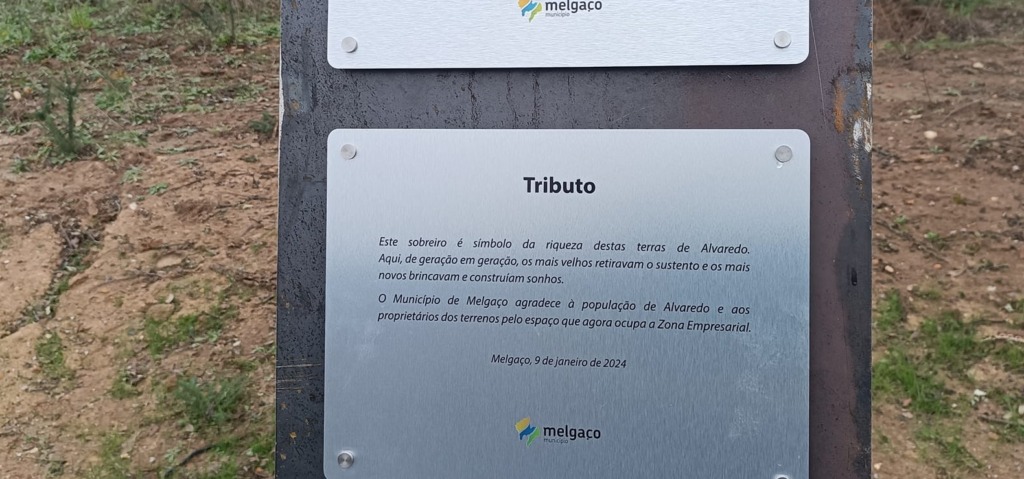 melgaço
município
Tributo
Este sobreiro é símbolo da riqueza destas terras de Alvaredo.
Aqui, de geração em geração, os mais velhos retiravam o sustento e os mais
novos brincavam e construíam sonhos.
O Município de Melgaço agradece à população de Alvaredo e aos
proprietários dos terrenos pelo espaço que agora ocupa a Zona Empresarial.
Melgaço, 9 de janeiro de 2024
melgaço
município